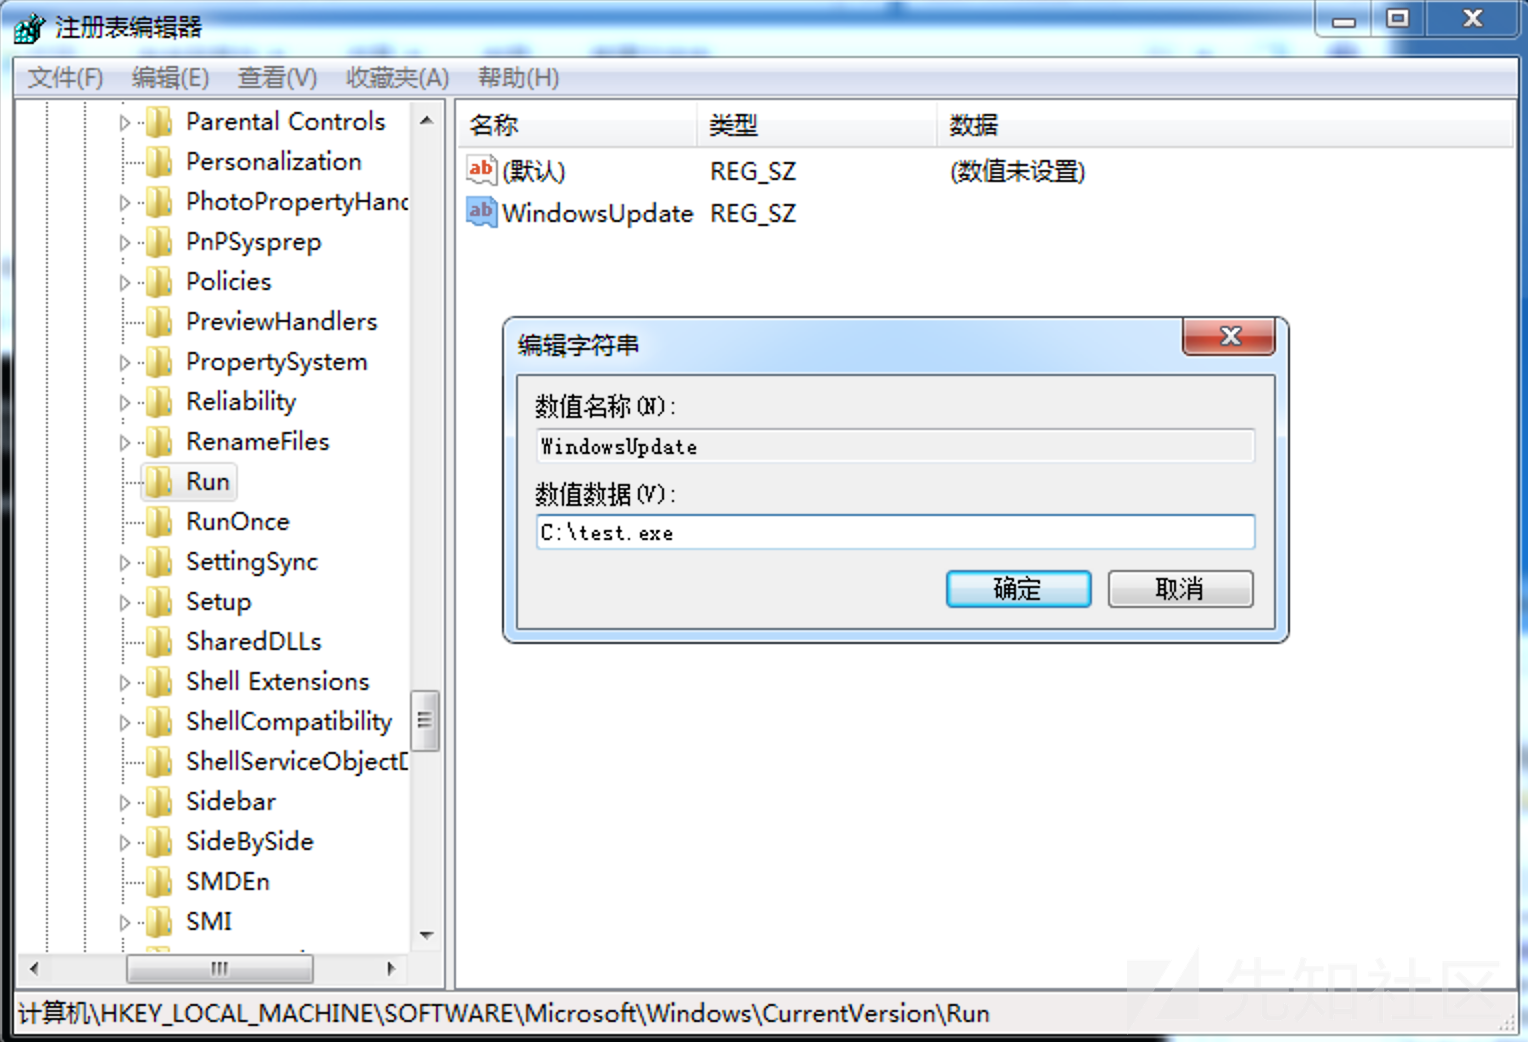 注册表编辑器
文件(F) 编辑(E) 查看(V) 收藏夹(A) 帮助(H)
Parental Controls
Personalization
PhotoPropertyHand
PnPSysprep
Policies
PreviewHandlers
PropertySystem
Reliability
RenameFiles
Run
RunOnce
SettingSync
Setup
SharedDLLs
Shell Extensions
ShellCompatibility
ShellServiceObjectD
Sidebar
SideBySide
SMDEn
SMI
名称 类型 数据
ab (默认) REG_SZ (数值未设置)
ab WindowsUpdate REG_SZ
编辑字符串
数值名称(N):
WindowsUpdate
数值数据(V):
C:\test.exe
确定 取消
计算机\HKEY_LOCAL_MACHINE\SOFTWARE\Microsoft\Windows\CurrentVersion\Run
先知社区